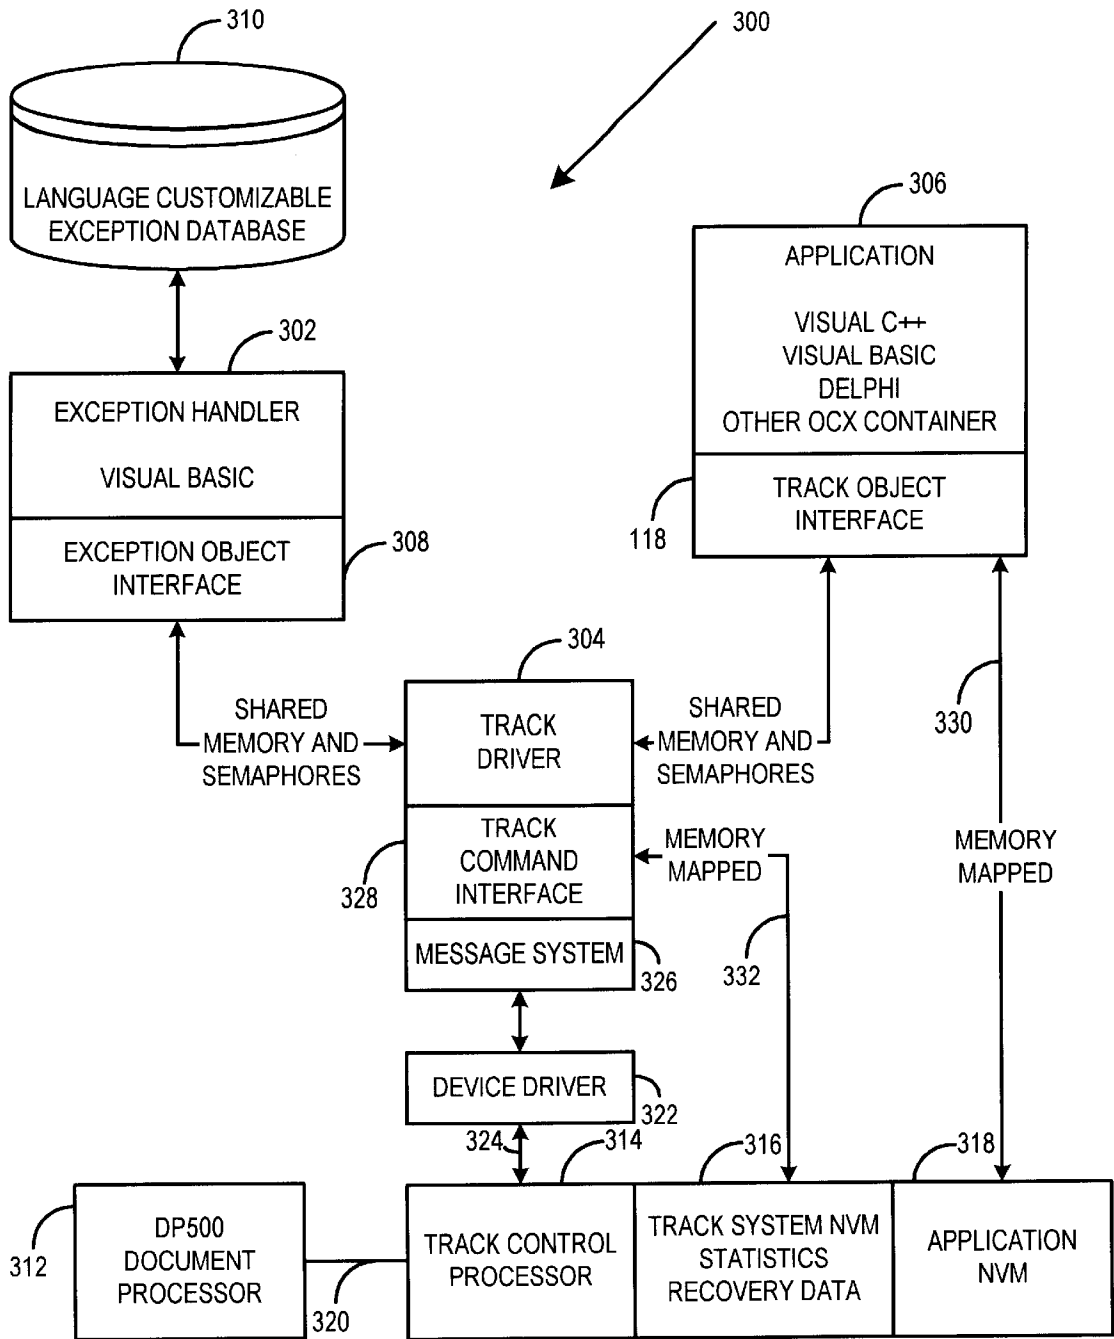 310
300
LANGUAGE CUSTOMIZABLE
EXCEPTION DATABASE
306
APPLICATION
VISUAL C++
VISUAL BASIC
DELPHI
OTHER OCX CONTAINER
302
EXCEPTION HANDLER
VISUAL BASIC
TRACK OBJECT
INTERFACE
118
EXCEPTION OBJECT
INTERFACE
308
304
SHARED
MEMORY AND
SEMAPHORES
TRACK
DRIVER
SHARED
MEMORY AND
SEMAPHORES
330
TRACK
COMMAND
INTERFACE
328
MEMORY
MAPPED
MEMORY
MAPPED
MESSAGE SYSTEM
326
332
DEVICE DRIVER
322
324
314
316
318
312
DP500
DOCUMENT
PROCESSOR
320
TRACK CONTROL
PROCESSOR
TRACK SYSTEM NVM
STATISTICS
RECOVERY DATA
APPLICATION
NVM